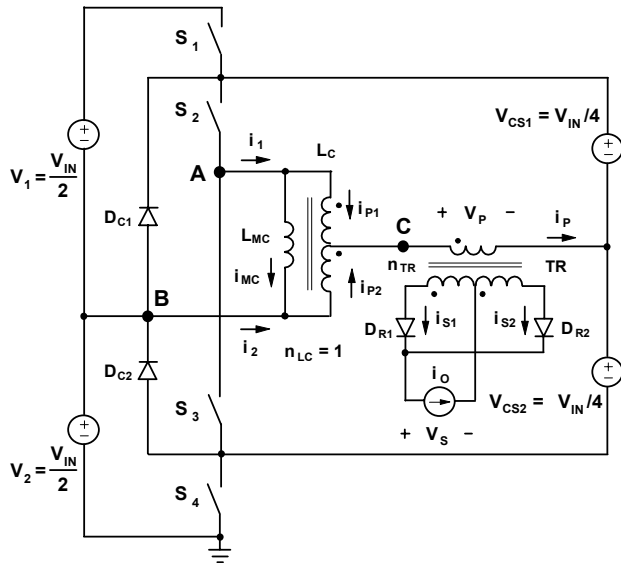 S1
S2
VCS1 = VIN /4
V1 = VIN/2
A
i1
LC
DC1
LMC
iP1
C
+ VP −
iP
iMC
iP2
nTR
TR
B
i2
nLC = 1
DR1
iS1
iS2
DR2
DC2
iO
S3
VCS2 = VIN /4
+ VS −
V2 = VIN/2
S4